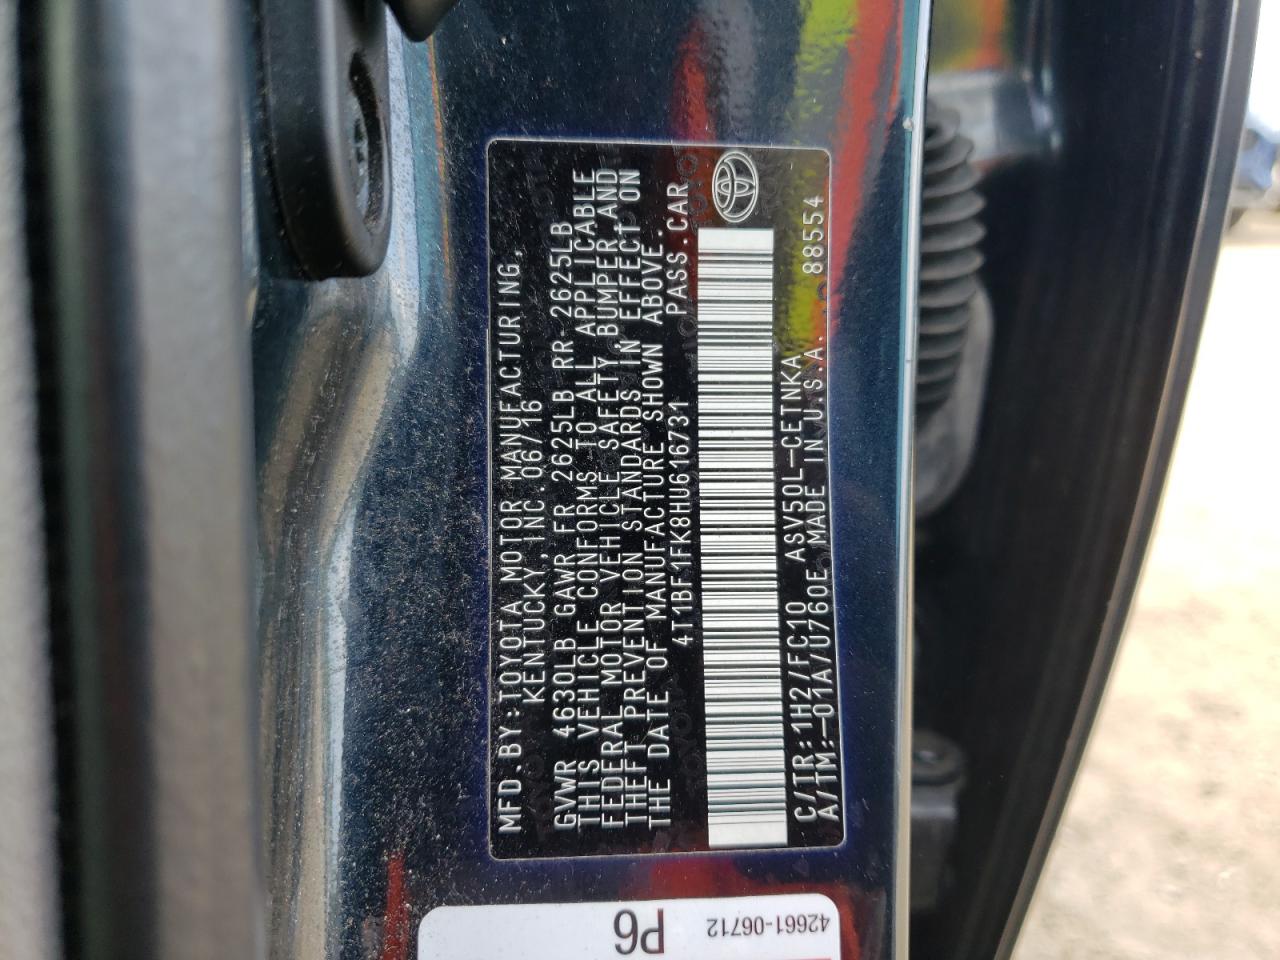 MFD.BY:TOYOTA MOTOR MANUFACTURING,
KENTUCKY,INC 06/16
GVWR 4630LB GAWR FR 2625LB RR 2625LB
THIS VEHICLE CONFORMS TO ALL APPLICABLE
FEDERAL MOTOR VEHICLE SAFETY,BUMPER AND
THEFT PREVENTION STANDARDS IN EFFECT ON
THE DATE OF MANUFACTURE SHOWN ABOVE.
4T1BF1FK8HU616731 PASS.CAR
C/TR:1H2/FC10 ASV50L-CETNKA
A/TM:-01A/U760E MADE IN U.S.A. 88554
P6
42661-06712